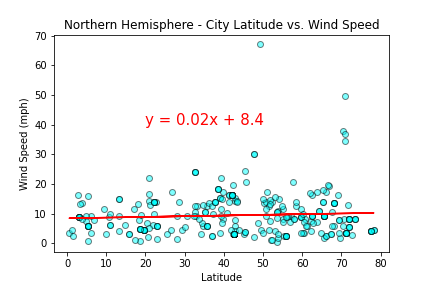 Northern Hemisphere - City Latitude vs. Wind Speed
70
60
50
40
30
20
10
0
Wind Speed (mph)
y = 0.02x + 8.4
0 10 20 30 40 50 60 70 80
Latitude